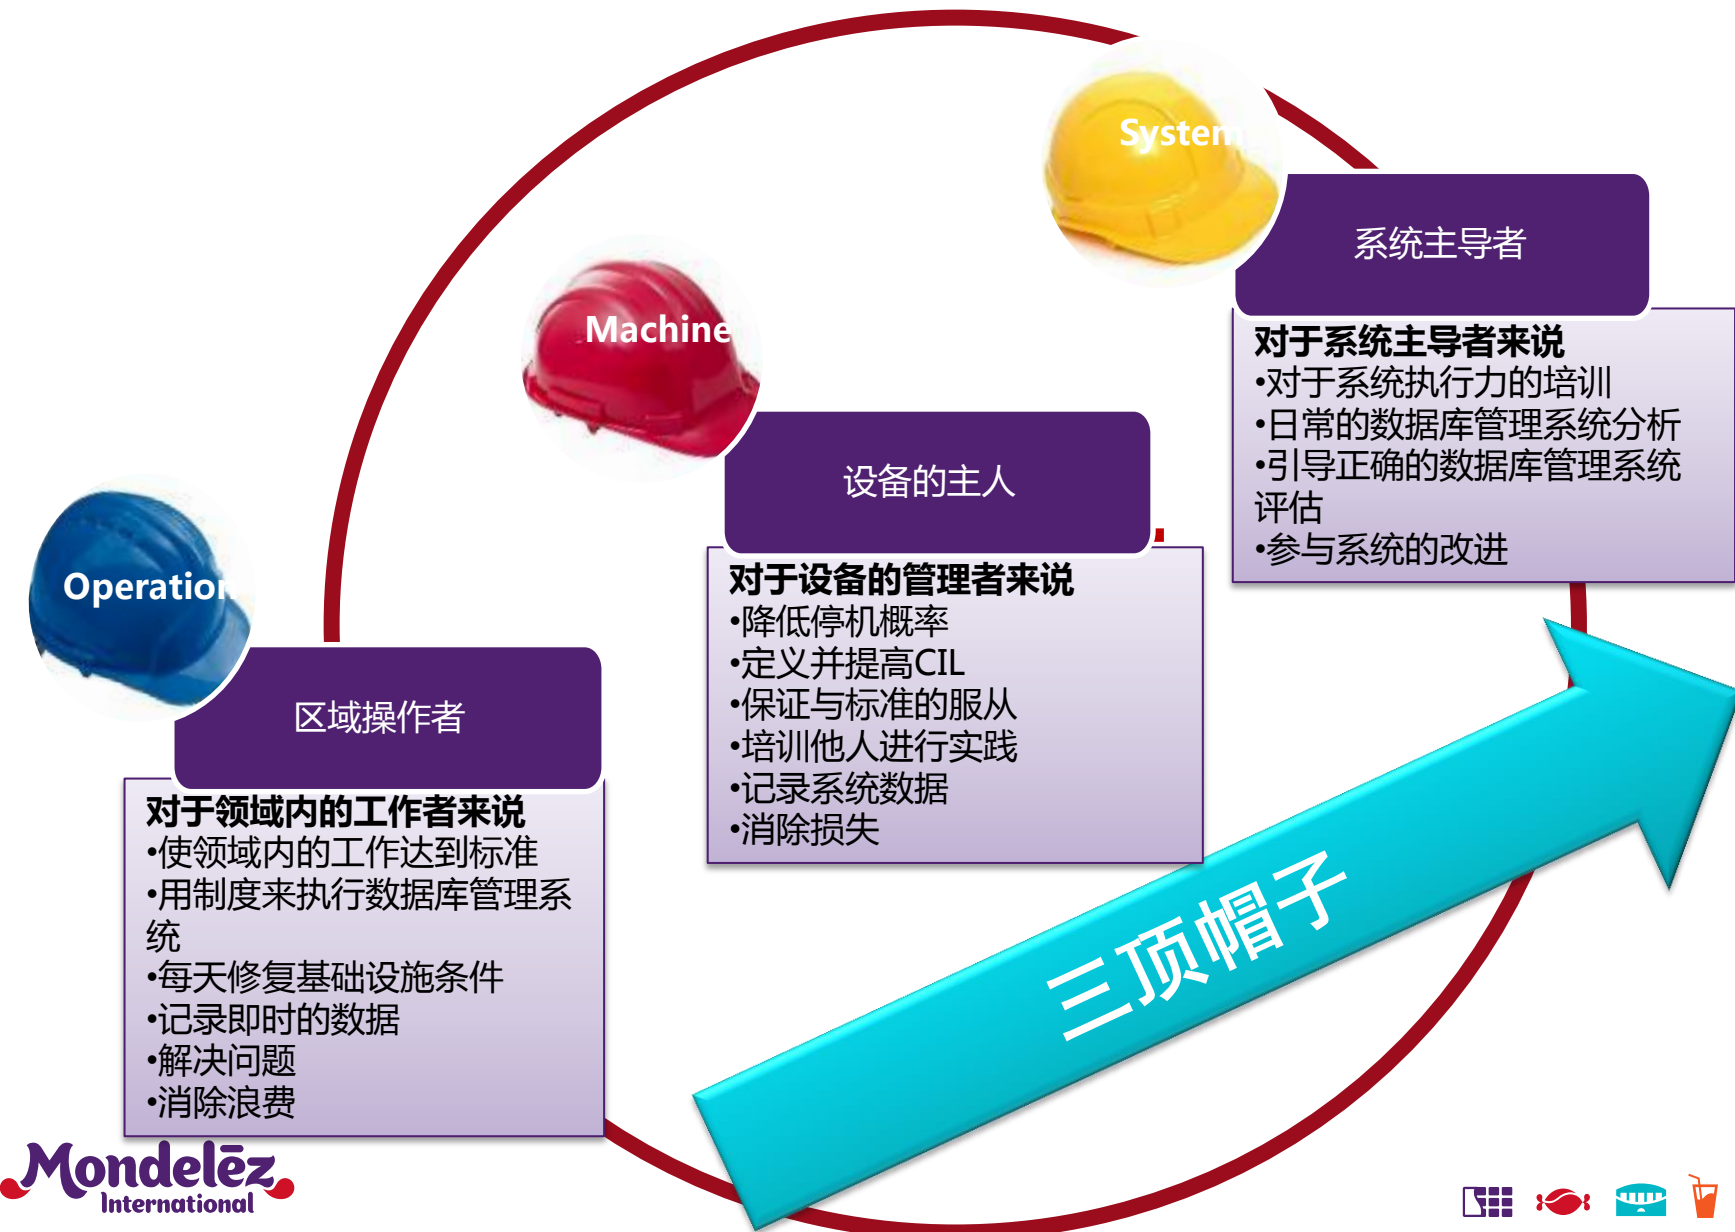 System
系统主导者
对于系统主导者来说
•对于系统执行力的培训
•日常的数据库管理系统分析
•引导正确的数据库管理系统
评估
•参与系统的改进
Machine
设备的主人
对于设备的管理者来说
•降低停机概率
•定义并提高CIL
•保证与标准的服从
•培训他人进行实践
•记录系统数据
•消除损失
Operation
区域操作者
对于领域内的工作者来说
•使领域内的工作达到标准
•用制度来执行数据库管理系
统
•每天修复基础设施条件
•记录即时的数据
•解决问题
•消除浪费
三顶帽子
Mondelēz
International